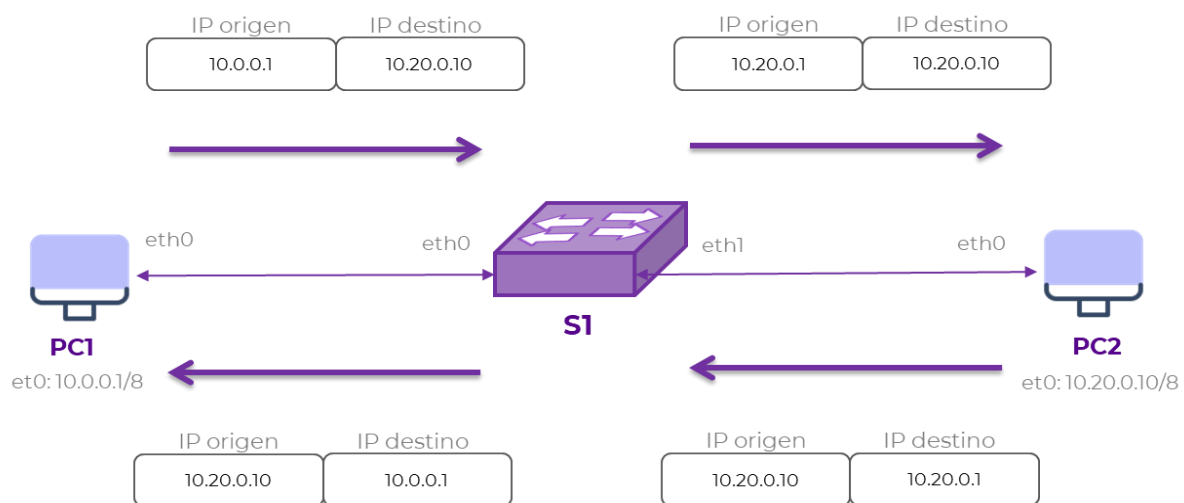 IP origen IP destino
10.0.0.1 10.20.0.10
IP origen IP destino
10.20.0.1 10.20.0.10
eth0
eth0
eth1
eth0
S1
PC1
et0: 10.0.0.1/8
PC2
et0: 10.20.0.10/8
IP origen IP destino
10.20.0.10 10.0.0.1
IP origen IP destino
10.20.0.10 10.20.0.1